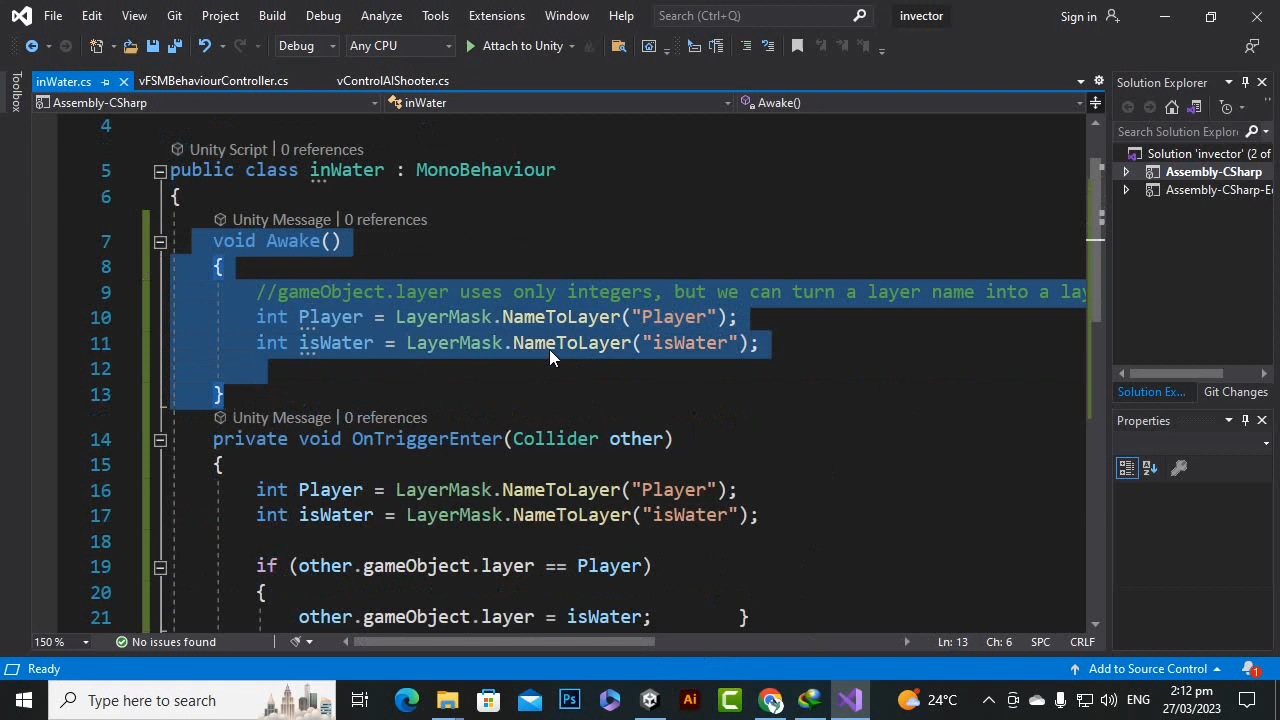 File Edit View Git Project Build Debug Analyze Tools Extensions Window Help Search (Ctrl+Q) invector Sign in
Debug Any CPU Attach to Unity
inWater.cs vFSMBehaviourController.cs vControlAIShooter.cs
Assembly-CSharp inWater Awake()
Toolbox
4
Unity Script | 0 references
5 public class inWater : MonoBehaviour
6 {
Unity Message | 0 references
7 void Awake()
8 {
9 //gameObject.layer uses only integers, but we can turn a layer name into a lay
10 int Player = LayerMask.NameToLayer("Player");
11 int isWater = LayerMask.NameToLayer("isWater");
12
13 }
Unity Message | 0 references
14 private void OnTriggerEnter(Collider other)
15 {
16 int Player = LayerMask.NameToLayer("Player");
17 int isWater = LayerMask.NameToLayer("isWater");
18
19 if (other.gameObject.layer == Player)
20 {
21 other.gameObject.layer = isWater; }
150 % No issues found Ln: 13 Ch: 6 SPC CRLF
Solution Explorer
Search Solution Explor
Solution 'invector' (2 of
Assembly-CSharp
Assembly-CSharp-E
Solution Ex... Git Changes
Properties
Ready Add to Source Control 1
Type here to search Ps Ai 24°C ENG 2:12 pm
27/03/2023